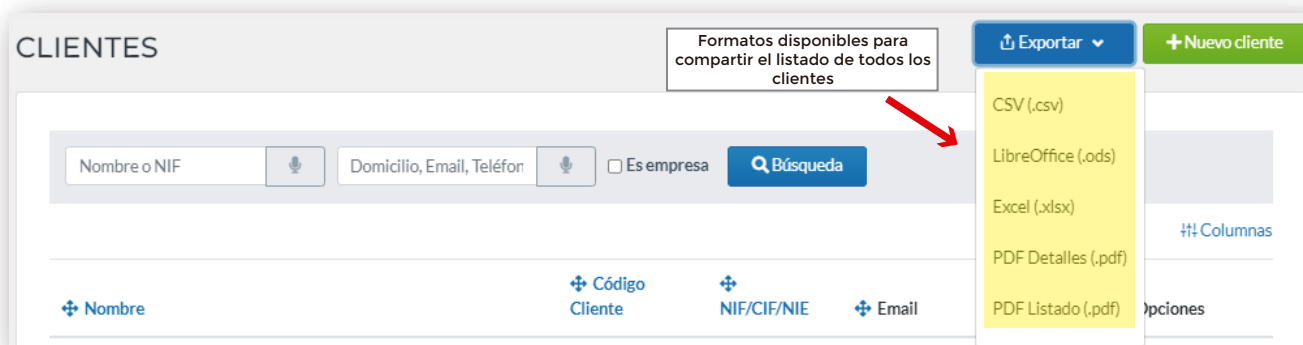 CLIENTES
Formatos disponibles para
compartir el listado de todos los
clientes
Exportar
+Nuevo cliente
CSV (.csv)
LibreOffice (.ods)
Excel (.xlsx)
PDF Detalles (.pdf)
PDF Listado (.pdf)
Nombre o NIF
Domicilio, Email, Teléfon
Es empresa
Búsqueda
Columnas
Nombre
Código
Cliente
NIF/CIF/NIE
Email
Opciones